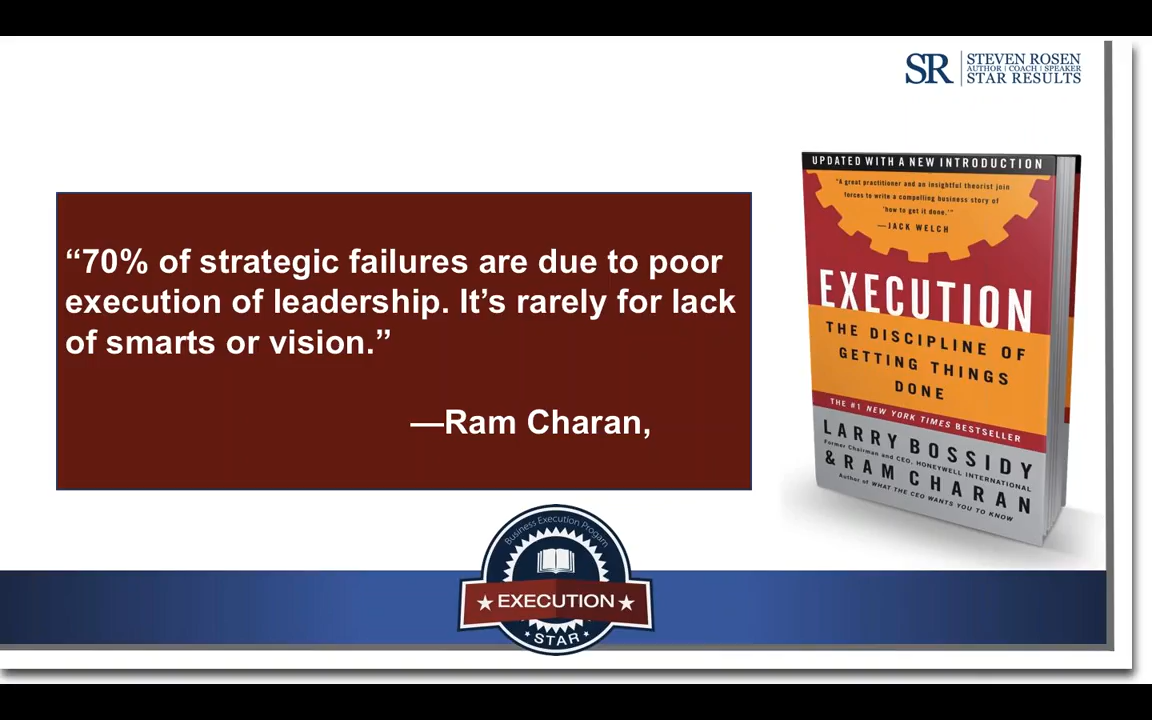 SR
STEVEN ROSEN
AUTHOR | COACH | SPEAKER
STAR RESULTS
“70% of strategic failures are due to poor
execution of leadership. It’s rarely for lack
of smarts or vision.”
—Ram Charan,
UPDATED WITH A NEW INTRODUCTION
"A great practitioner and an insightful theorist join
forces to write a compelling business story of
'how to get it done.'"
—JACK WELCH
EXECUTION
THE DISCIPLINE OF
GETTING THINGS
DONE
THE #1 NEW YORK TIMES BESTSELLER
LARRY BOSSIDY
Former Chairman and CEO, HONEYWELL INTERNATIONAL
& RAM CHARAN
Author of WHAT THE CEO WANTS YOU TO KNOW
Business Execution Progam
EXECUTION
STAR